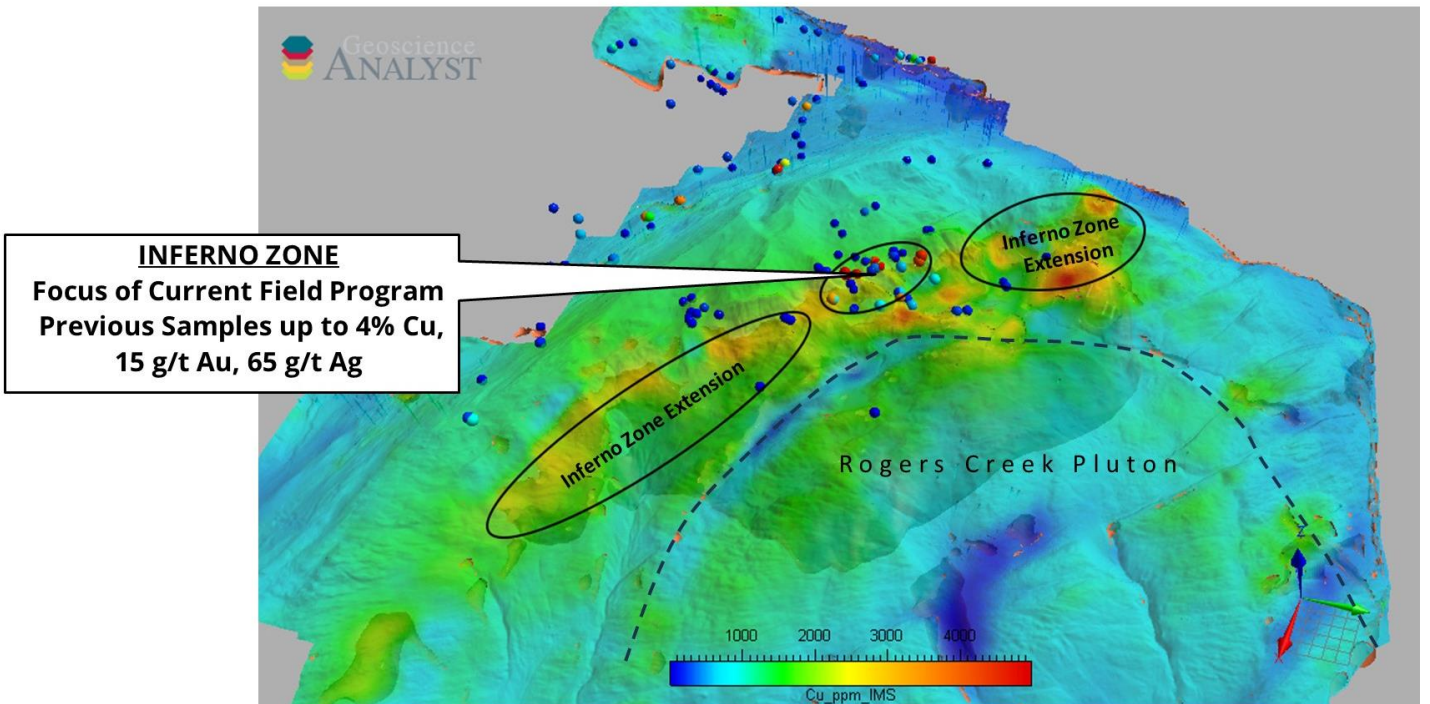 Geoscience
ANALYST
INFERNO ZONE
Focus of Current Field Program
Previous Samples up to 4% Cu,
15 g/t Au, 65 g/t Ag
Inferno Zone
Extension
Inferno Zone Extension
Rogers Creek Pluton
1000 2000 3000 4000
Cu_ppm_IMS